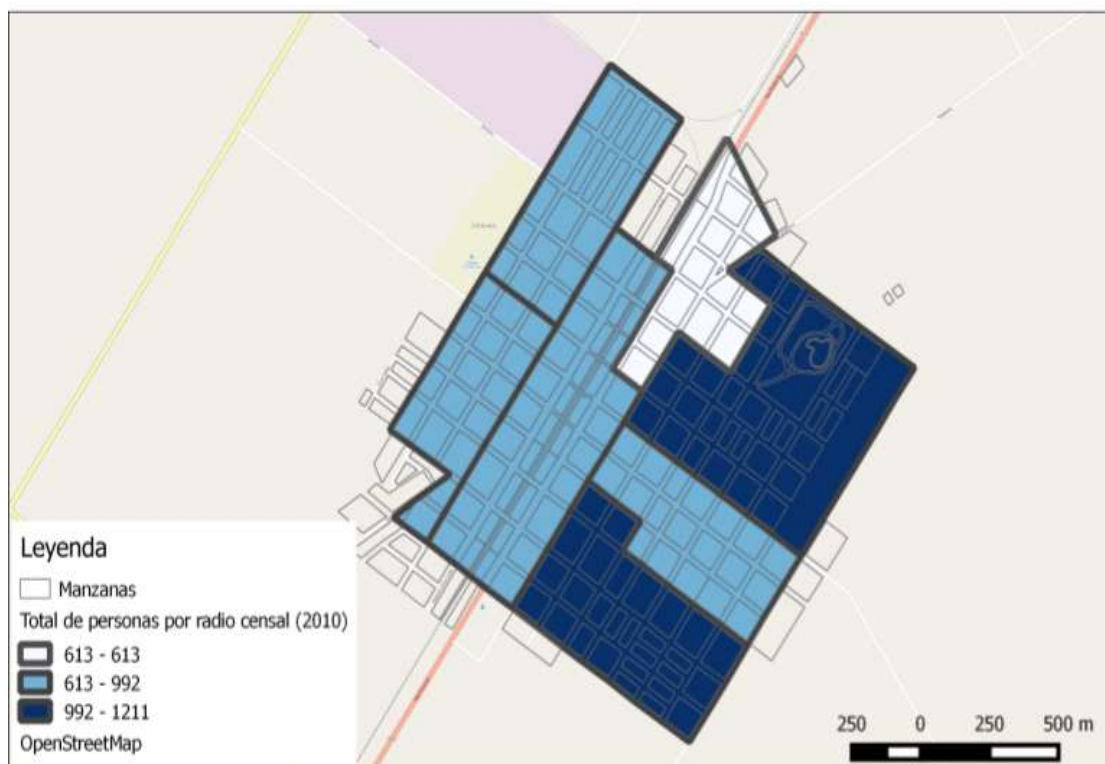 Leyenda
Manzanas
Total de personas por radio censal (2010)
613 - 613
613 - 992
992 - 1211
OpenStreetMap
250 0 250 500 m